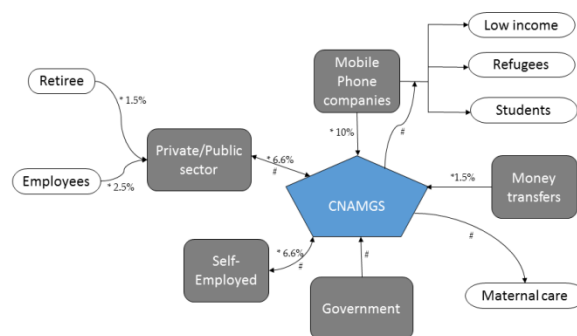 Low income
Mobile
Phone
companies
Refugees
Retiree
* 1.5%
Students
* 10%
#
Private/Public
sector
* 6.6%
#
Employees
* 2.5%
*1.5%
Money
transfers
CNAMGS
#
Self-
Employed
* 6.6%
#
#
Government
Maternal care